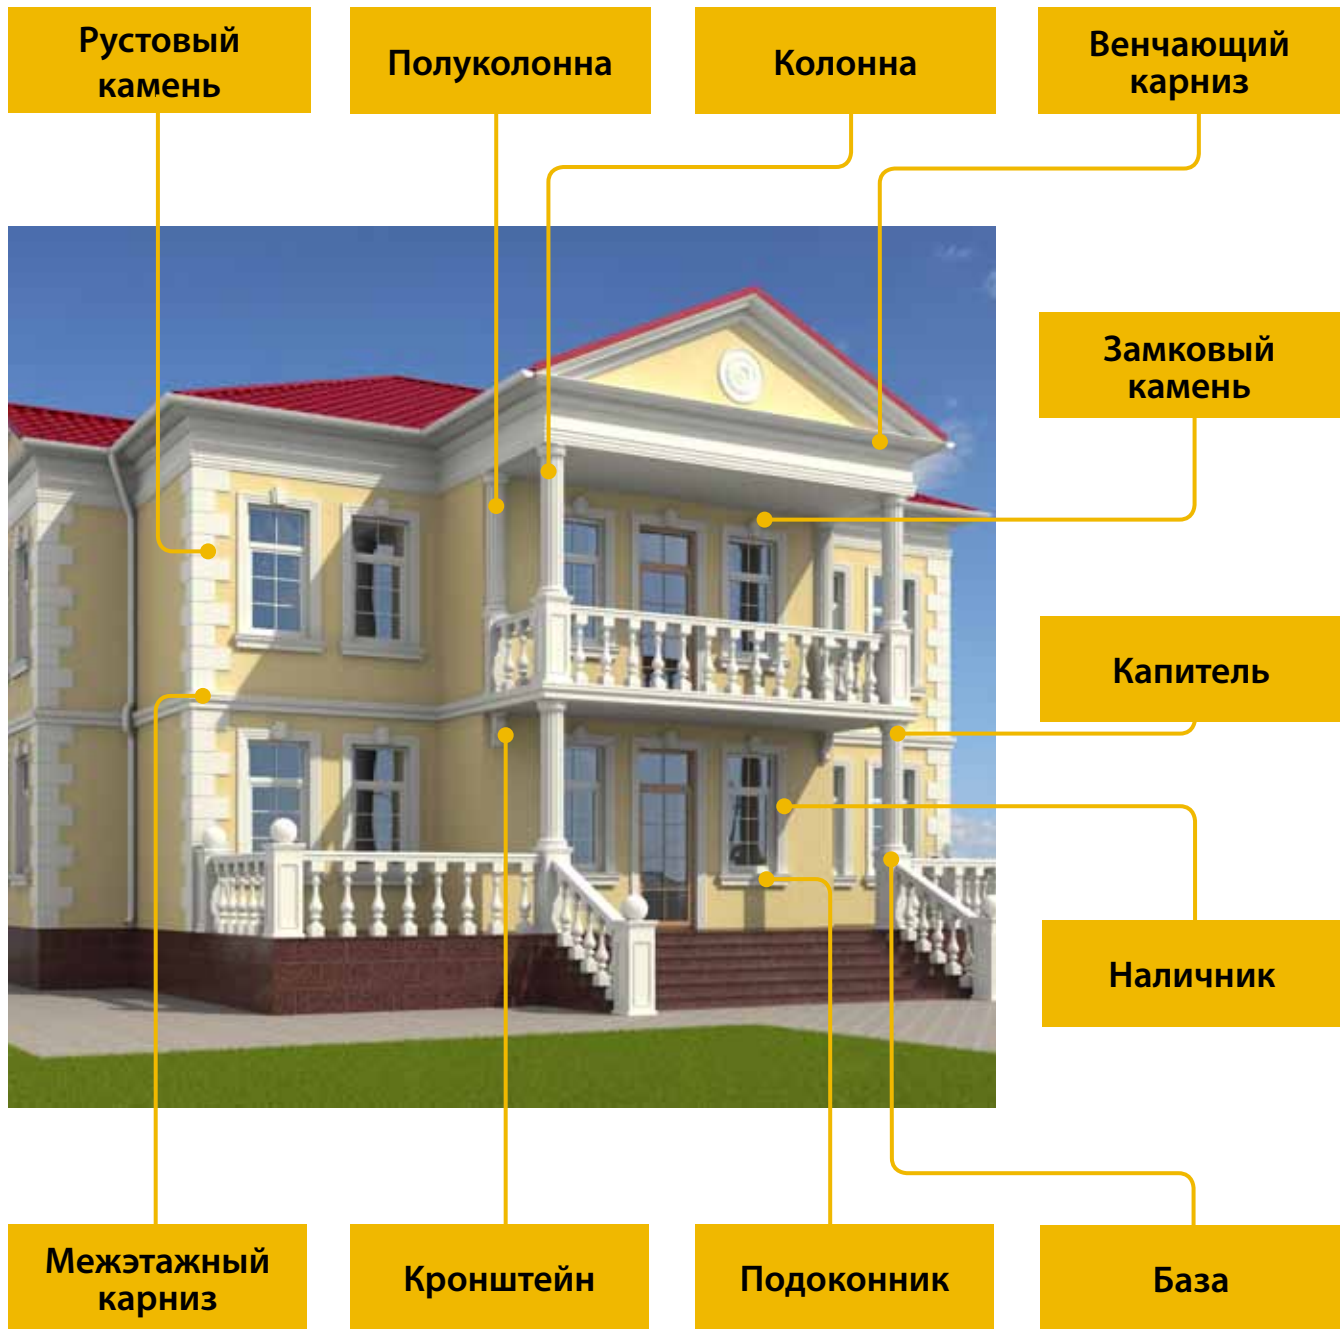 Рустовый
камень
Полуколонна
Колонна
Венчающий
карниз
Замковый
камень
Капитель
Наличник
Межэтажный
карниз
Кронштейн
Подоконник
База